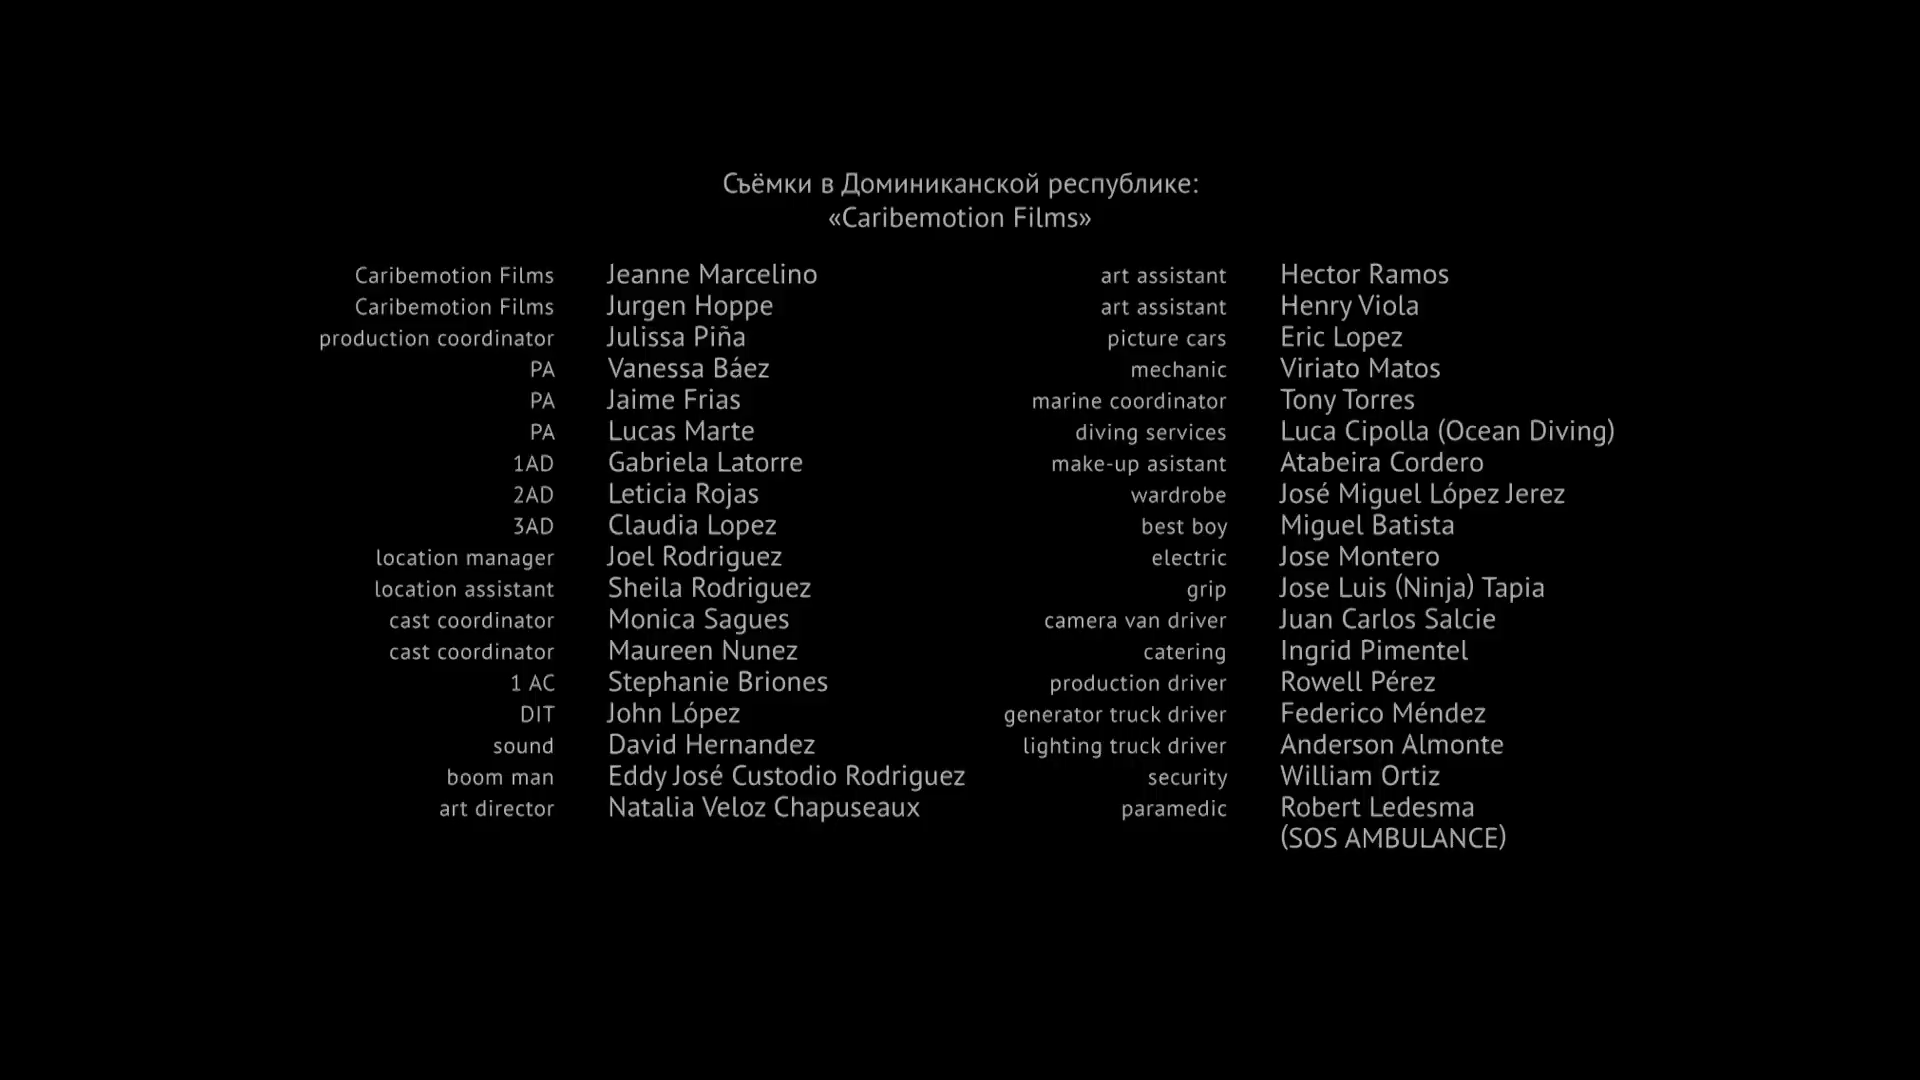 Съёмки в Доминиканской республике:
«Caribemotion Films»
Caribemotion Films Jeanne Marcelino
Caribemotion Films Jurgen Hoppe
production coordinator Julissa Piña
PA Vanessa Báez
PA Jaime Frias
PA Lucas Marte
1AD Gabriela Latorre
2AD Leticia Rojas
3AD Claudia Lopez
location manager Joel Rodriguez
location assistant Sheila Rodriguez
cast coordinator Monica Sagues
cast coordinator Maureen Nunez
1 AC Stephanie Briones
DIT John López
sound David Hernandez
boom man Eddy José Custodio Rodriguez
art director Natalia Veloz Chapuseaux
art assistant Hector Ramos
art assistant Henry Viola
picture cars Eric Lopez
mechanic Viriato Matos
marine coordinator Tony Torres
diving services Luca Cipolla (Ocean Diving)
make-up asistant Atabeira Cordero
wardrobe José Miguel López Jerez
best boy Miguel Batista
electric Jose Montero
grip Jose Luis (Ninja) Tapia
camera van driver Juan Carlos Salcie
catering Ingrid Pimentel
production driver Rowell Pérez
generator truck driver Federico Méndez
lighting truck driver Anderson Almonte
security William Ortiz
paramedic Robert Ledesma
(SOS AMBULANCE)